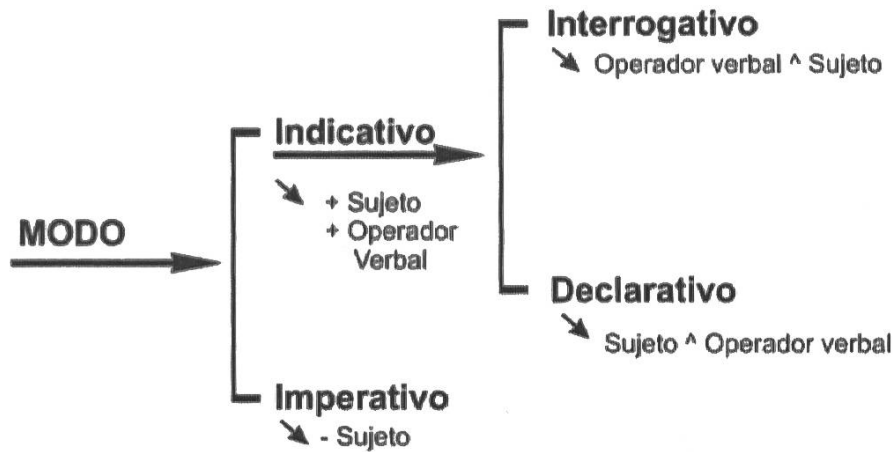 Interrogativo
Operador verbal ^ Sujeto
Indicativo
+ Sujeto
+ Operador
Verbal
MODO
Declarativo
Sujeto ^ Operador verbal
Imperativo
- Sujeto